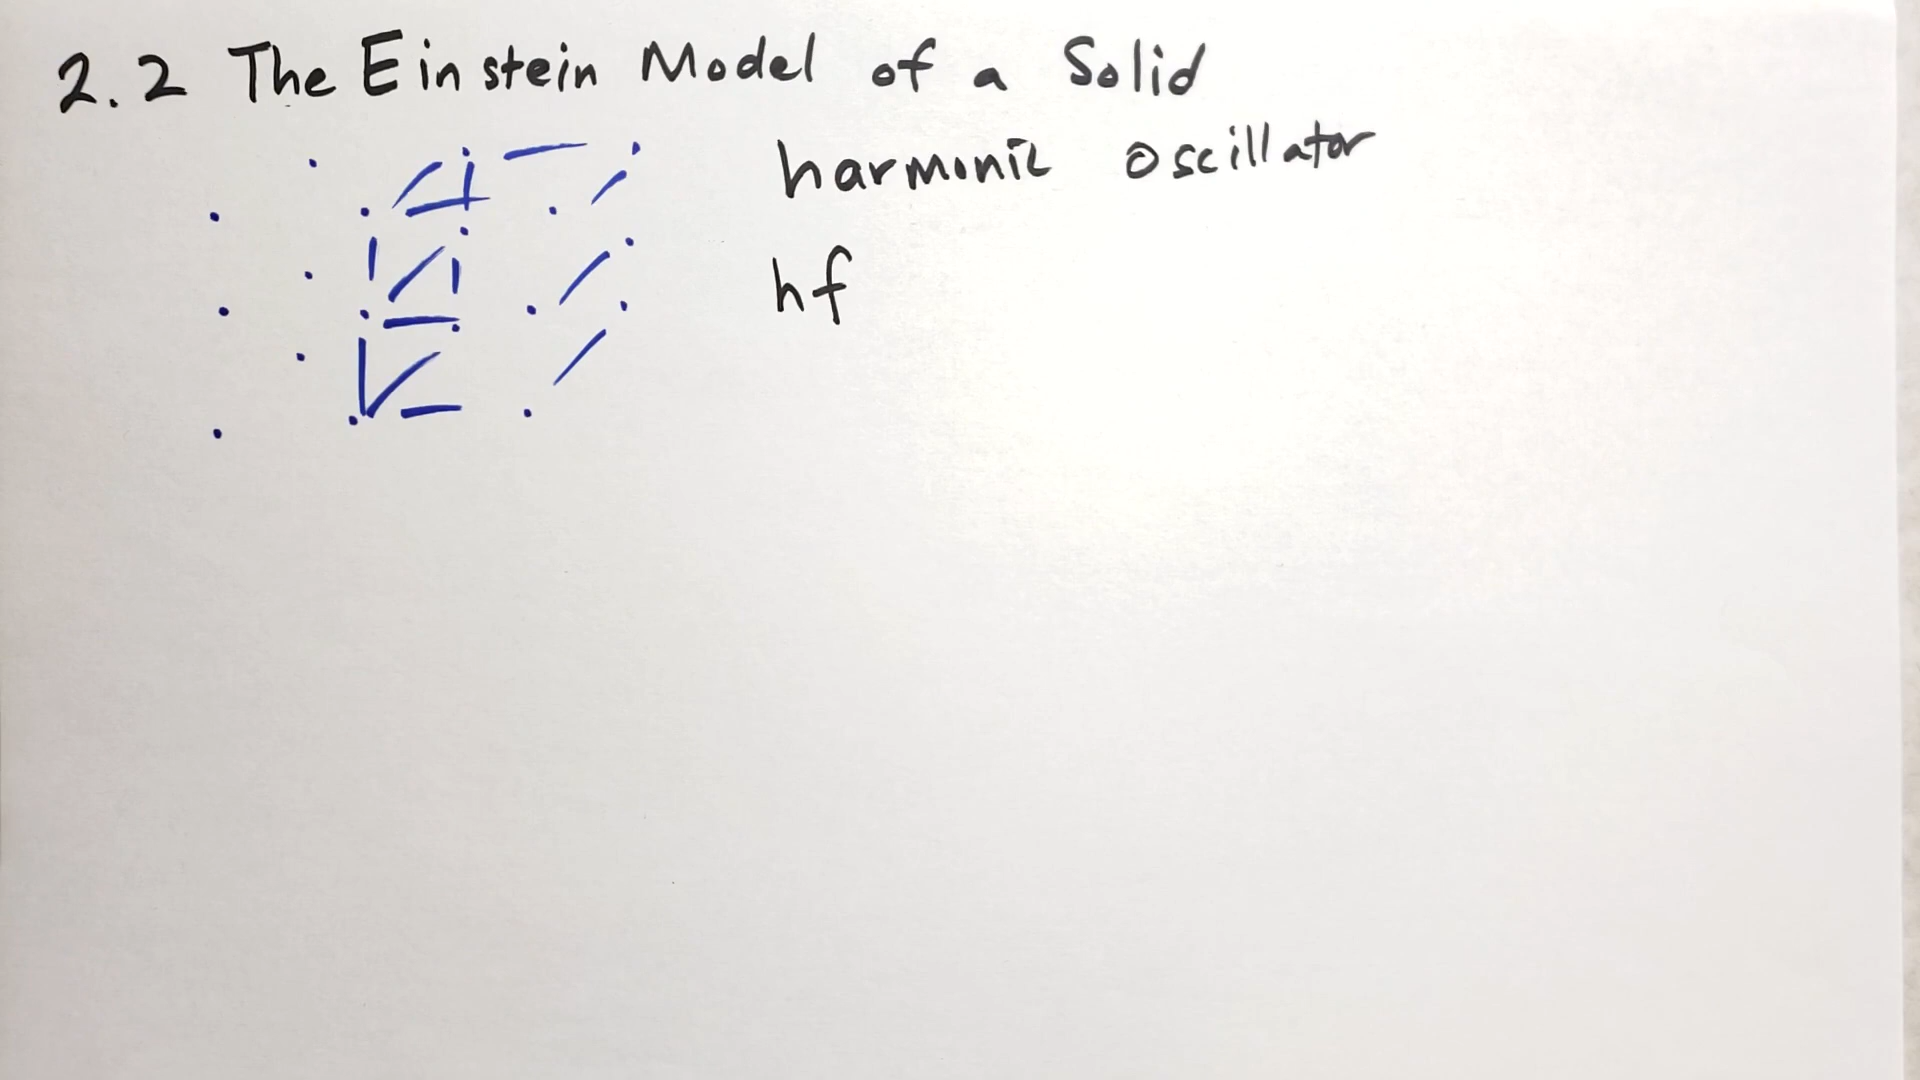 2.2 The Einstein Model of a Solid
harmonic oscillator
hf